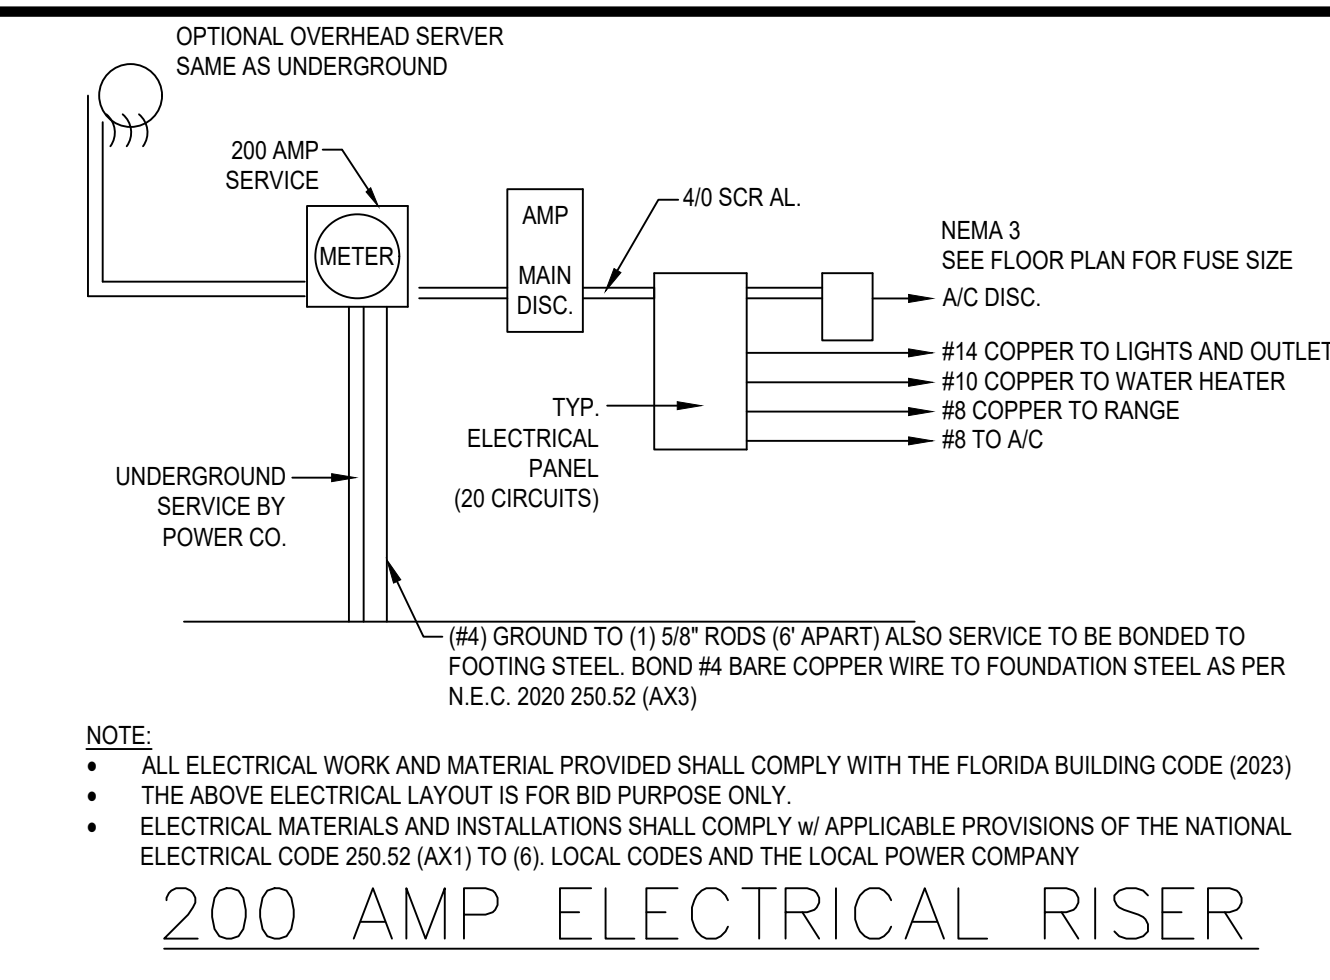 OPTIONAL OVERHEAD SERVER
SAME AS UNDERGROUND
200 AMP
SERVICE
METER
AMP
MAIN
DISC.
4/0 SCR AL.
NEMA 3
SEE FLOOR PLAN FOR FUSE SIZE
A/C DISC.
#14 COPPER TO LIGHTS AND OUTLET
#10 COPPER TO WATER HEATER
#8 COPPER TO RANGE
#8 TO A/C
TYP.
ELECTRICAL
PANEL
(20 CIRCUITS)
UNDERGROUND
SERVICE BY
POWER CO.
(#4) GROUND TO (1) 5/8" RODS (6' APART) ALSO SERVICE TO BE BONDED TO
FOOTING STEEL. BOND #4 BARE COPPER WIRE TO FOUNDATION STEEL AS PER
N.E.C. 2020 250.52 (AX3)
NOTE:
• ALL ELECTRICAL WORK AND MATERIAL PROVIDED SHALL COMPLY WITH THE FLORIDA BUILDING CODE (2023)
• THE ABOVE ELECTRICAL LAYOUT IS FOR BID PURPOSE ONLY.
• ELECTRICAL MATERIALS AND INSTALLATIONS SHALL COMPLY w/ APPLICABLE PROVISIONS OF THE NATIONAL
ELECTRICAL CODE 250.52 (AX1) TO (6). LOCAL CODES AND THE LOCAL POWER COMPANY
200 AMP ELECTRICAL RISER